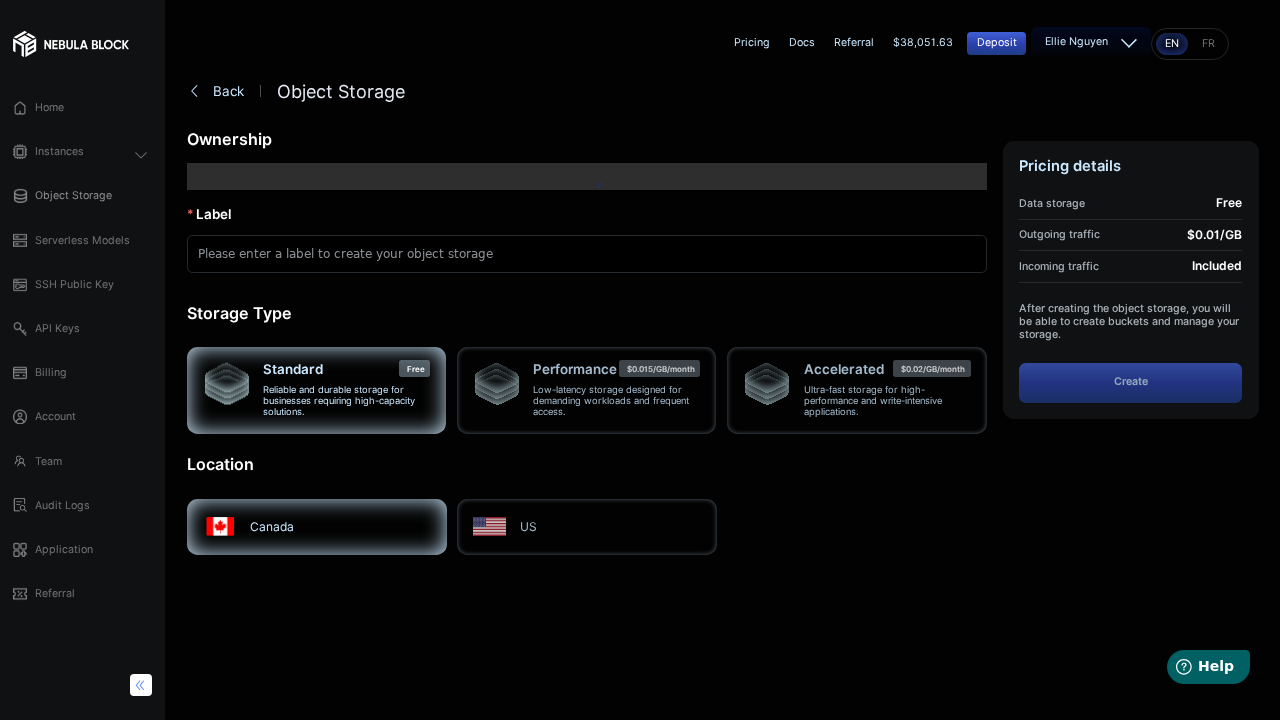 NEBULA BLOCK
Pricing
Docs
Referral
$38,051.63
Deposit
Ellie Nguyen
EN
FR
Home
Instances
Object Storage
Serverless Models
SSH Public Key
API Keys
Billing
Account
Team
Audit Logs
Application
Referral
Back
Object Storage
Ownership
* Label
Please enter a label to create your object storage
Storage Type
Standard
Free
Reliable and durable storage for
businesses requiring high-capacity
solutions.
Performance
$0.015/GB/month
Low-latency storage designed for
demanding workloads and frequent
access.
Accelerated
$0.02/GB/month
Ultra-fast storage for high-
performance and write-intensive
applications.
Location
Canada
US
Pricing details
Data storage
Free
Outgoing traffic
$0.01/GB
Incoming traffic
Included
After creating the object storage, you will
be able to create buckets and manage your
storage.
Create
Help